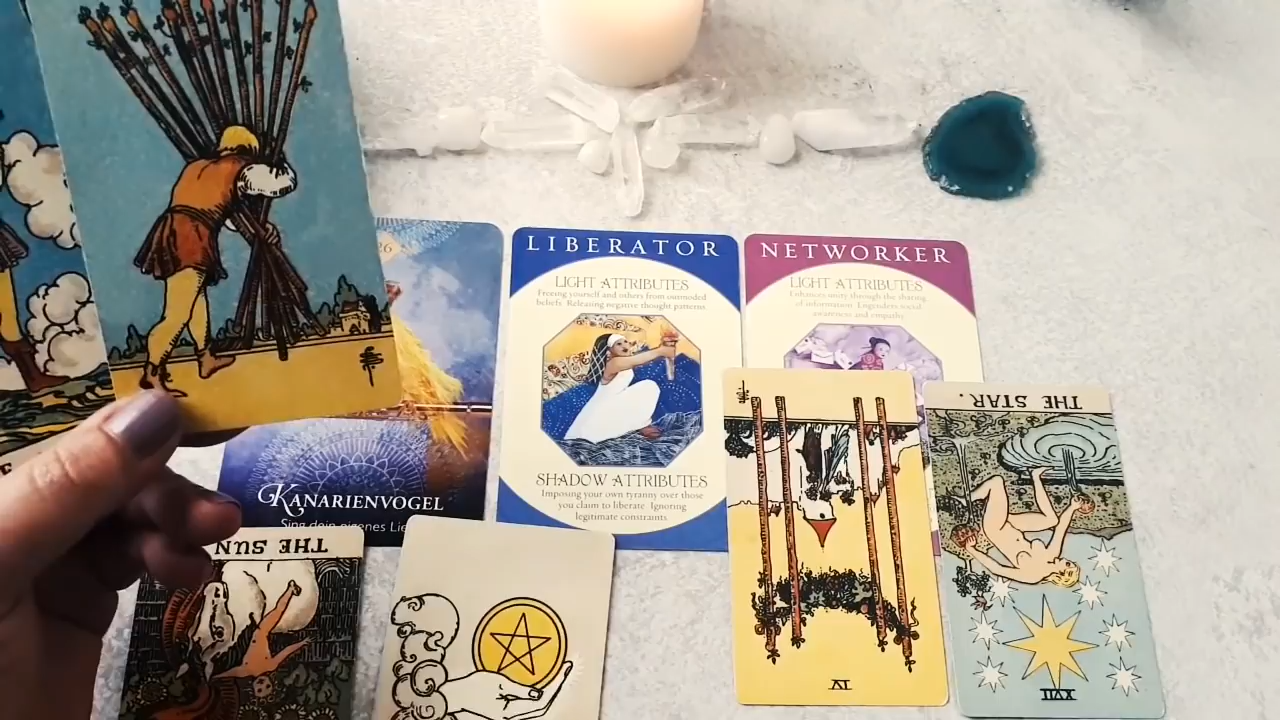 26
LIBERATOR
LIGHT ATTRIBUTES
Freeing yourself and others from outmoded
beliefs. Releasing negative thought patterns
SHADOW ATTRIBUTES
Imposing your own tyranny over those
you claim to liberate. Ignoring
legitimate constraints
NETWORKER
LIGHT ATTRIBUTES
Enhances unity through the sharing
of information. Engenders social
awareness and empathy
KANARIENVOGEL
Sing dein eigenes Lie
THE SUN
IV
THE STAR.
XVII